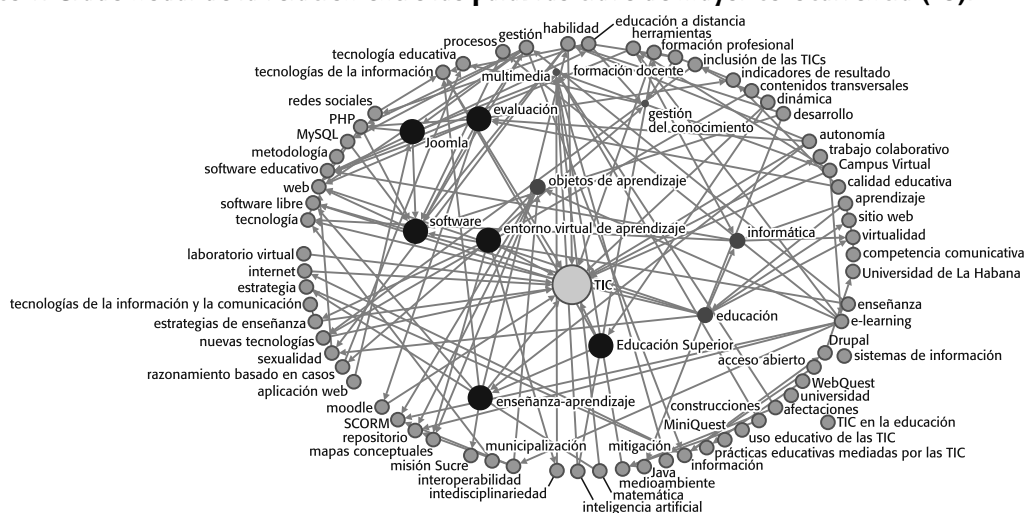 educación a distancia
habilidad
herramientas
gestión
procesos
formación profesional
tecnología educativa
inclusión de las TICs
tecnologías de la información
multimedia
formación docente
indicadores de resultado
contenidos transversales
redes sociales
evaluación
dinámica
gestión
del conocimiento
desarrollo
PHP
MySQL
Joomla
autonomía
metodología
trabajo colaborativo
software educativo
Campus Virtual
web
objetos de aprendizaje
calidad educativa
software libre
aprendizaje
tecnología
software
entorno virtual de aprendizaje
informática
sitio web
virtualidad
laboratorio virtual
competencia comunicativa
internet
Universidad de La Habana
estrategia
TIC
tecnologías de la información y la comunicación
enseñanza
estrategias de enseñanza
educación
e-learning
nuevas tecnologías
Educación Superior
Drupal
sexualidad
acceso abierto
sistemas de información
razonamiento basado en casos
WebQuest
aplicación web
universidad
moodle
enseñanza-aprendizaje
construcciones
afectaciones
SCORM
MiniQuest
TIC en la educación
repositorio
uso educativo de las TIC
mapas conceptuales
municipalización
mitigación
prácticas educativas mediadas por las TIC
misión Sucre
información
interoperabilidad
Java
medioambiente
intedisciplinariedad
matemática
inteligencia artificial